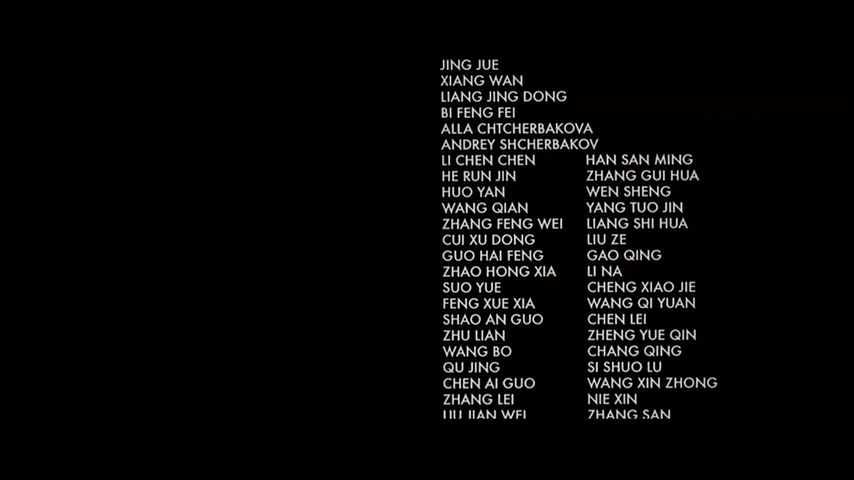 JING JUE
XIANG WAN
LIANG JING DONG
BI FENG FEI
ALLA CHTCHERBAKOVA
ANDREY SHCHERBAKOV
LI CHEN CHEN HAN SAN MING
HE RUN JIN ZHANG GUI HUA
HUO YAN WEN SHENG
WANG QIAN YANG TUO JIN
ZHANG FENG WEI LIANG SHI HUA
CUI XU DONG LIU ZE
GUO HAI FENG GAO QING
ZHAO HONG XIA LI NA
SUO YUE CHENG XIAO JIE
FENG XUE XIA WANG QI YUAN
SHAO AN GUO CHEN LEI
ZHU LIAN ZHENG YUE QIN
WANG BO CHANG QING
QU JING SI SHUO LU
CHEN AI GUO WANG XIN ZHONG
ZHANG LEI NIE XIN
JIAN WEI ZHANG SAN